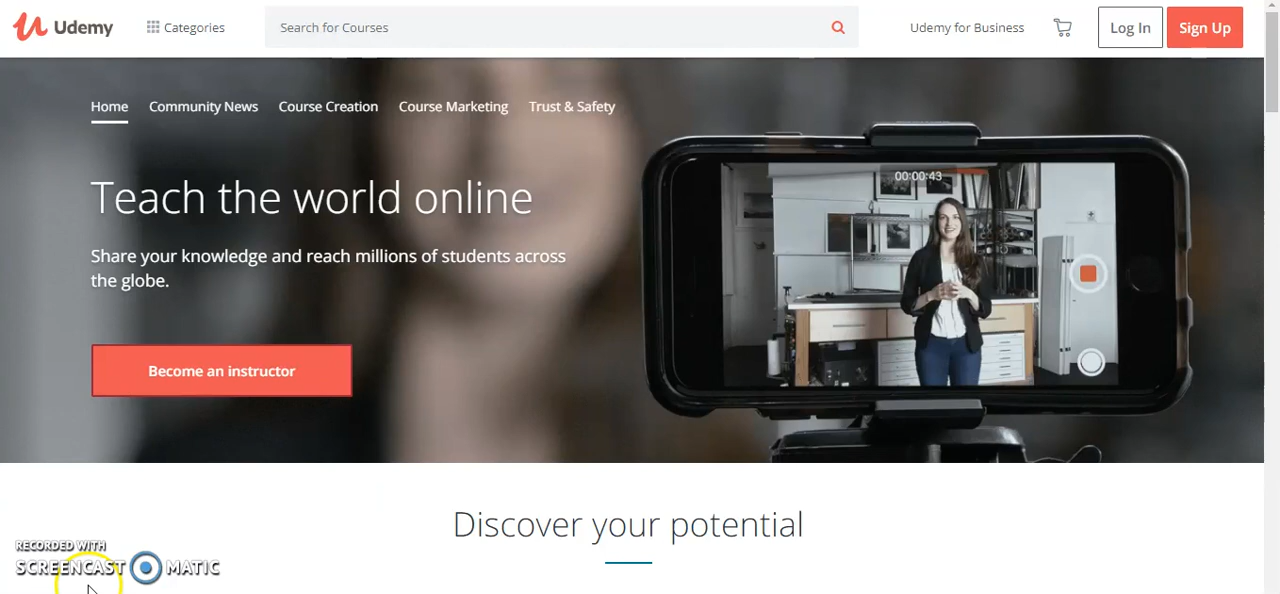 Udemy
Categories
Search for Courses
Udemy for Business
Log In
Sign Up
Home
Community News
Course Creation
Course Marketing
Trust & Safety
00:00:43
Teach the world online
Share your knowledge and reach millions of students across
the globe.
Become an instructor
Discover your potential
RECORDED WITH
SCREENCAST MATIC